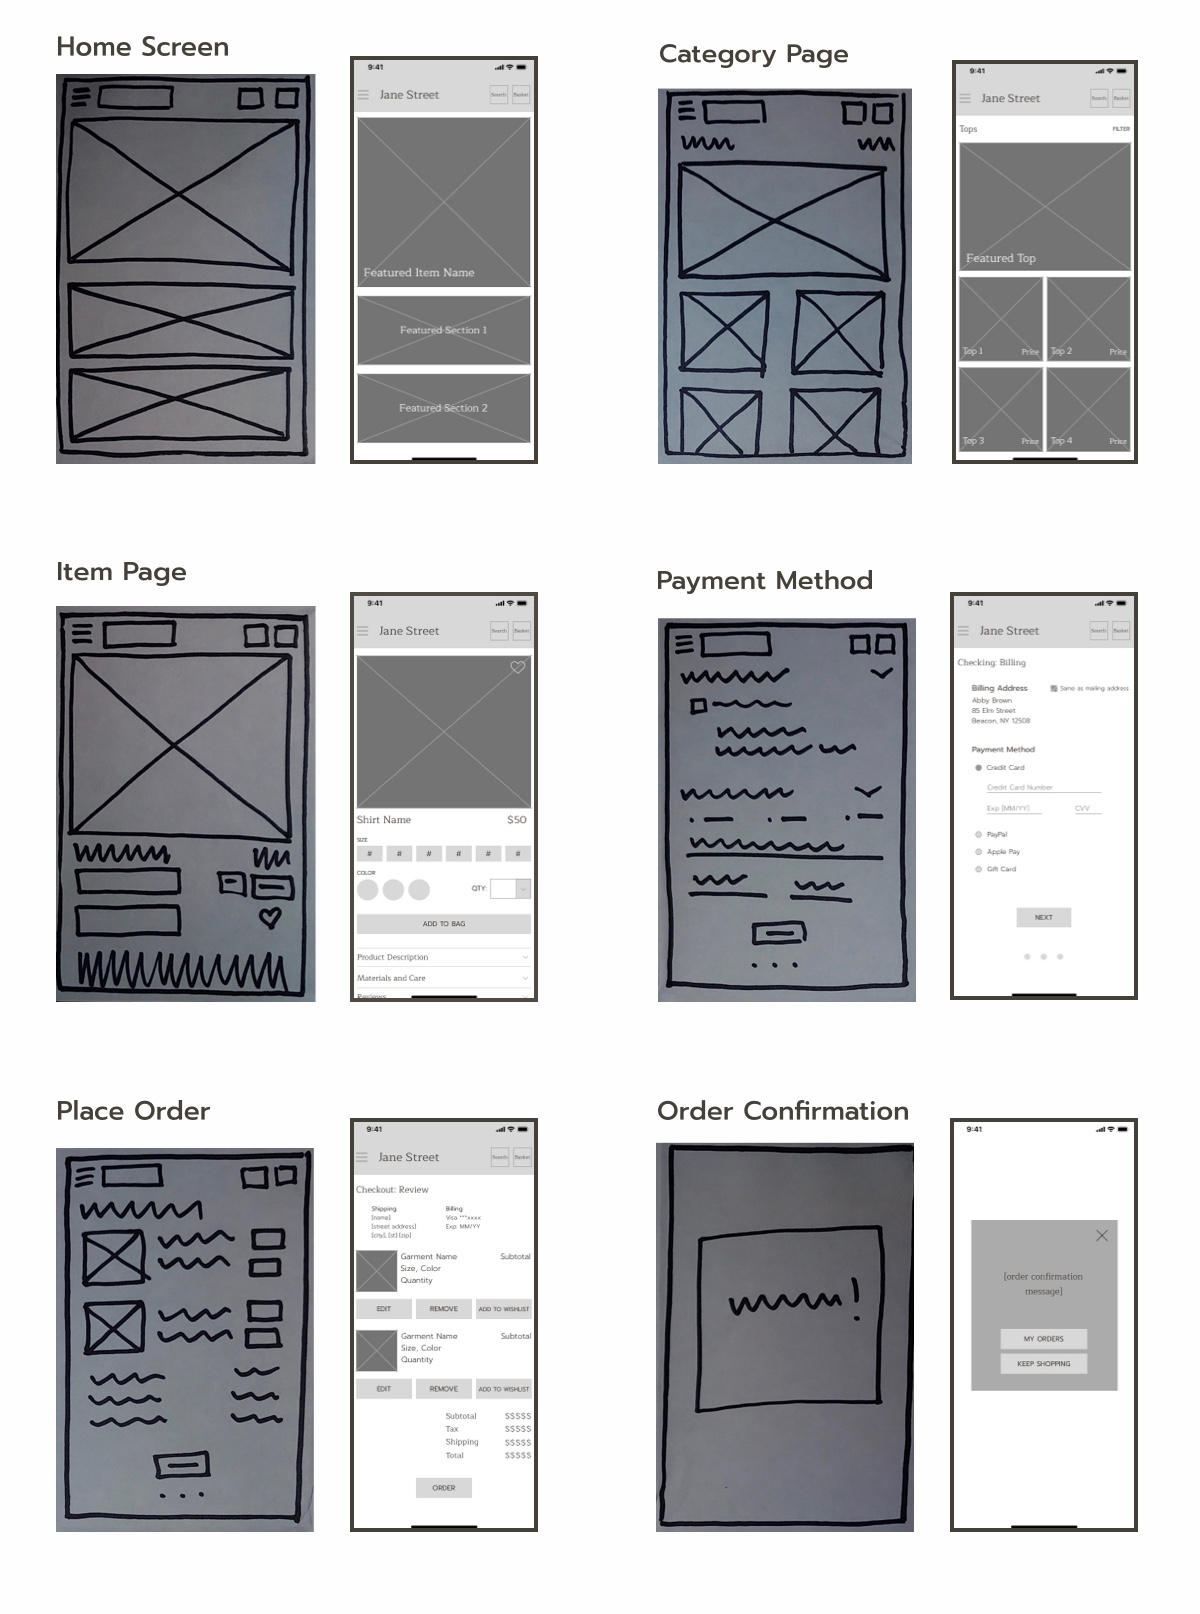 Home Screen
9:41
Jane Street
Search
Basket
Featured Item Name
Featured Section 1
Featured Section 2
Category Page
9:41
Jane Street
Search
Basket
Tops
FILTER
Featured Top
Top 1 Price
Top 2 Price
Top 3 Price
Top 4 Price
Item Page
9:41
Jane Street
Search
Basket
Shirt Name $50
SIZE
# # # # # #
COLOR
QTY:
ADD TO BAG
Product Description
Materials and Care
Reviews
Payment Method
9:41
Jane Street
Search
Basket
Checking: Billing
Billing Address
Same as mailing address
Abby Brown
85 Elm Street
Beacon, NY 12508
Payment Method
Credit Card
Credit Card Number
Exp [MM/YY] CVV
PayPal
Apple Pay
Gift Card
NEXT
Place Order
9:41
Jane Street
Search
Basket
Checkout: Review
Shipping
[name]
[street address]
[city], [st] [zip]
Billing
Visa ***xxxx
Exp. MM/YY
Garment Name Subtotal
Size, Color
Quantity
EDIT REMOVE ADD TO WISHLIST
Garment Name Subtotal
Size, Color
Quantity
EDIT REMOVE ADD TO WISHLIST
Subtotal $$$$$
Tax $$$$$
Shipping $$$$$
Total $$$$$
ORDER
Order Confirmation
9:41
[order confirmation
message]
MY ORDERS
KEEP SHOPPING